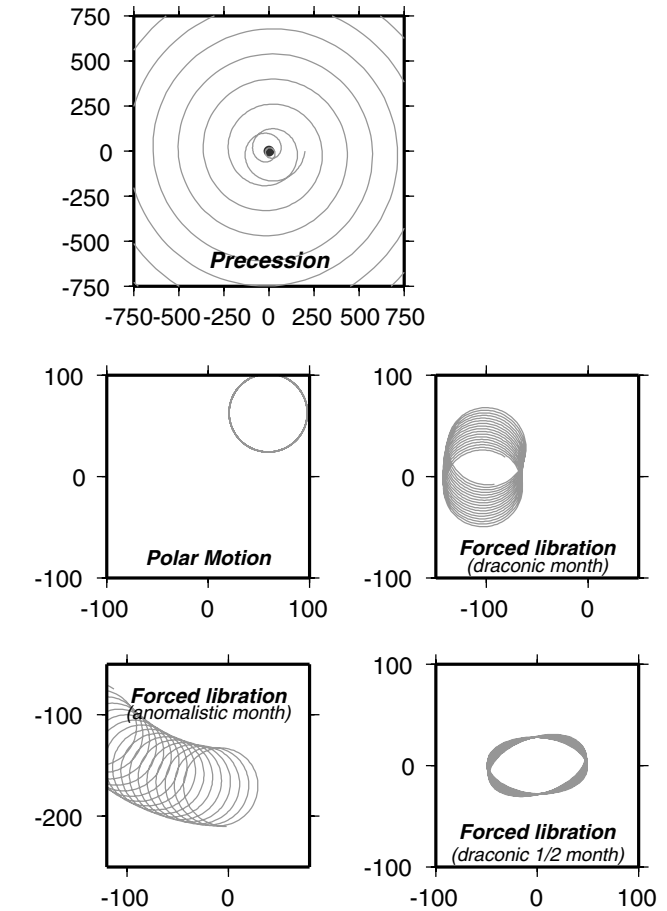 750
500
250
0
-250
-500
-750
Precession
-750 -500 -250 0 250 500 750
100
0
-100
Polar Motion
-100 0 100
100
0
-100
Forced libration
(draconic month)
-100 0
-100
-200
Forced libration
(anomalistic month)
-100 0
100
0
-100
Forced libration
(draconic 1/2 month)
-100 0 100